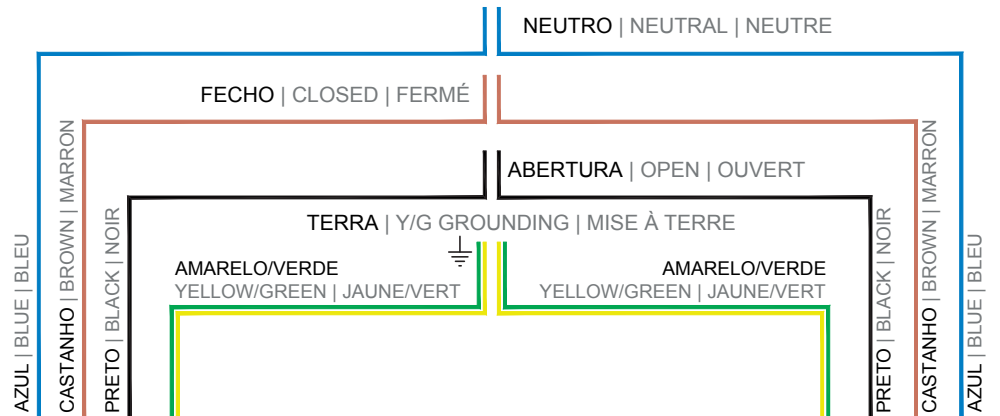 NEUTRO | NEUTRAL | NEUTRE
FECHO | CLOSED | FERMÉ
ABERTURA | OPEN | OUVERT
TERRA | Y/G GROUNDING | MISE À TERRE
AMARELO/VERDE
YELLOW/GREEN | JAUNE/VERT
AMARELO/VERDE
YELLOW/GREEN | JAUNE/VERT
AZUL | BLUE | BLEU
CASTANHO | BROWN | MARRON
PRETO | BLACK | NOIR
PRETO | BLACK | NOIR
CASTANHO | BROWN | MARRON
AZUL | BLUE | BLEU